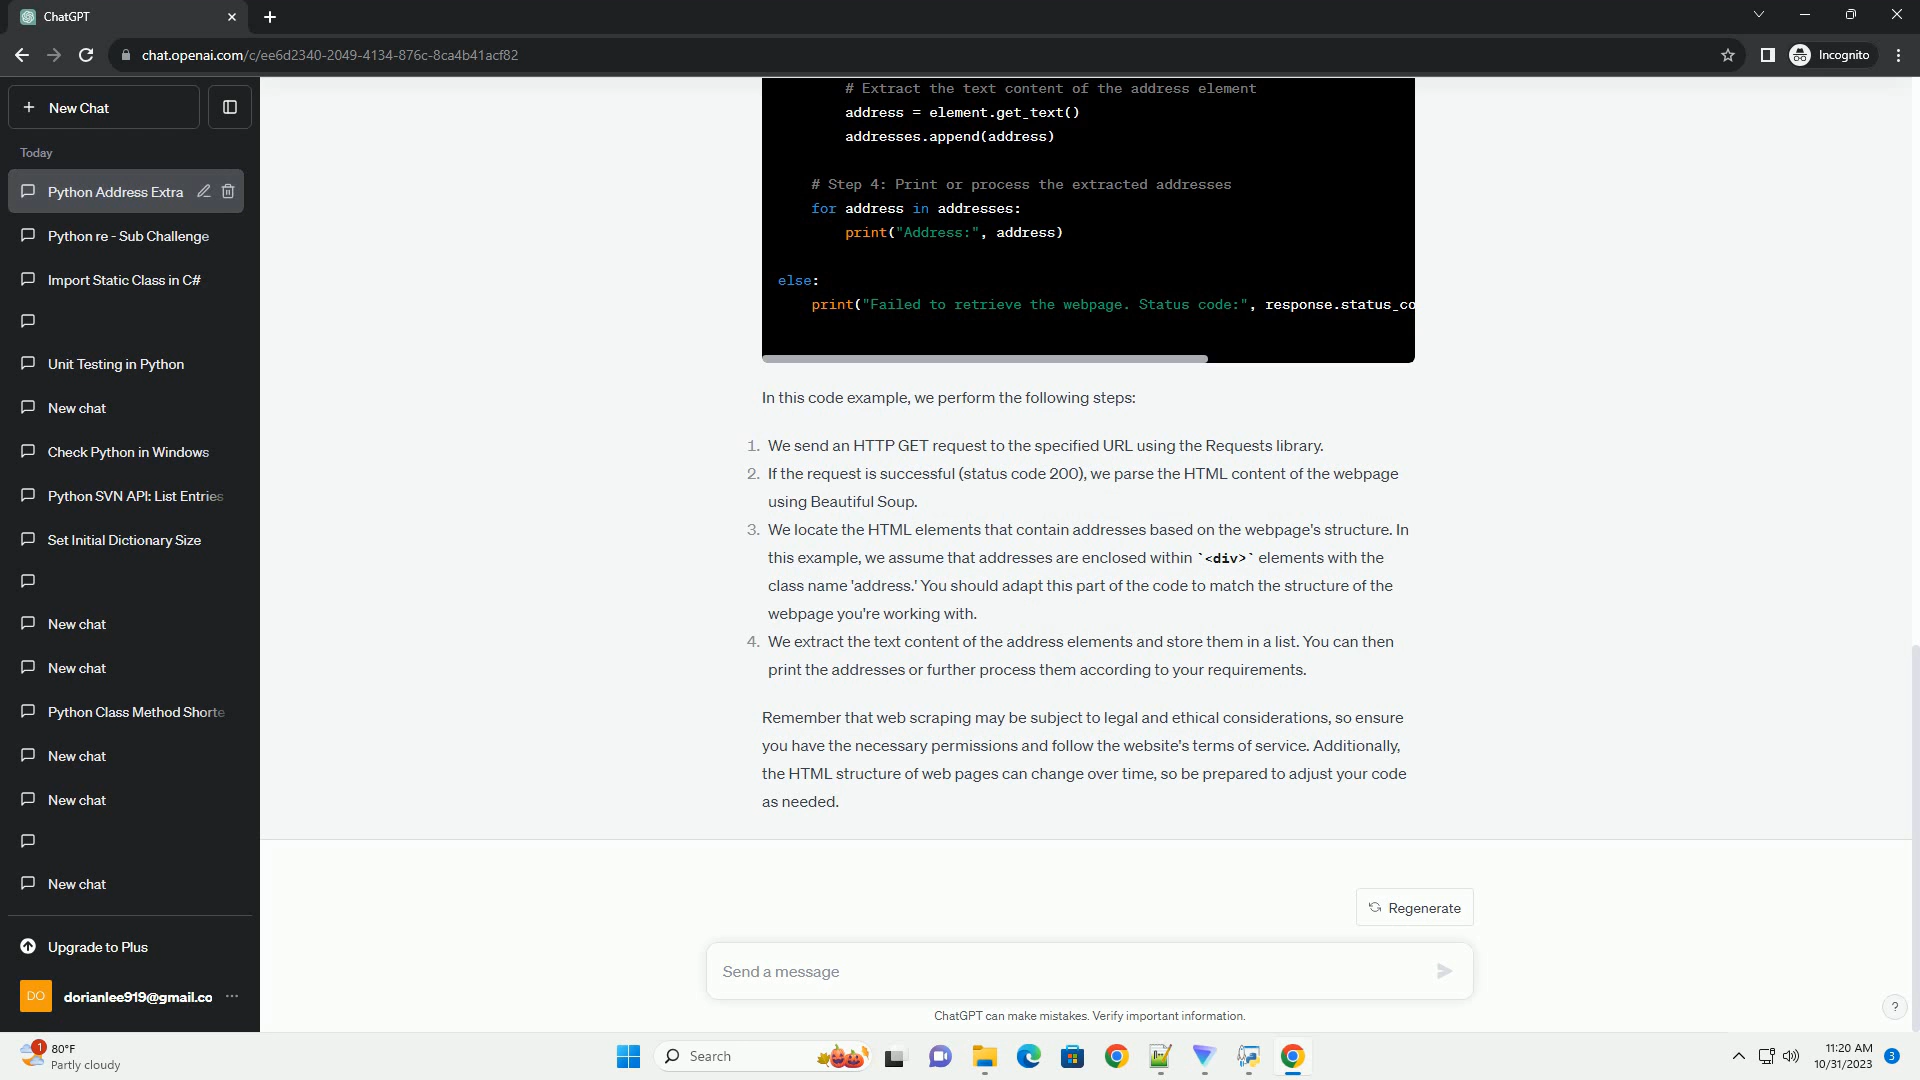 ChatGPT
chat.openai.com/c/ee6d2340-2049-4134-876c-8ca4b41acf82
Incognito
New Chat
Today
Python Address Extra
Python re - Sub Challenge
Import Static Class in C#
Unit Testing in Python
New chat
Check Python in Windows
Python SVN API: List Entries
Set Initial Dictionary Size
New chat
New chat
Python Class Method Shorte
New chat
New chat
New chat
Upgrade to Plus
DO dorianlee919@gmail.co ...
# Extract the text content of the address element
address = element.get_text()
addresses.append(address)
# Step 4: Print or process the extracted addresses
for address in addresses:
print("Address:", address)
else:
print("Failed to retrieve the webpage. Status code:", response.status_co
In this code example, we perform the following steps:
1. We send an HTTP GET request to the specified URL using the Requests library.
2. If the request is successful (status code 200), we parse the HTML content of the webpage
using Beautiful Soup.
3. We locate the HTML elements that contain addresses based on the webpage's structure. In
this example, we assume that addresses are enclosed within `<div>` elements with the
class name 'address.' You should adapt this part of the code to match the structure of the
webpage you're working with.
4. We extract the text content of the address elements and store them in a list. You can then
print the addresses or further process them according to your requirements.
Remember that web scraping may be subject to legal and ethical considerations, so ensure
you have the necessary permissions and follow the website's terms of service. Additionally,
the HTML structure of web pages can change over time, so be prepared to adjust your code
as needed.
Regenerate
Send a message
ChatGPT can make mistakes. Verify important information.
?
1
80°F
Partly cloudy
Search
11:20 AM
10/31/2023
3